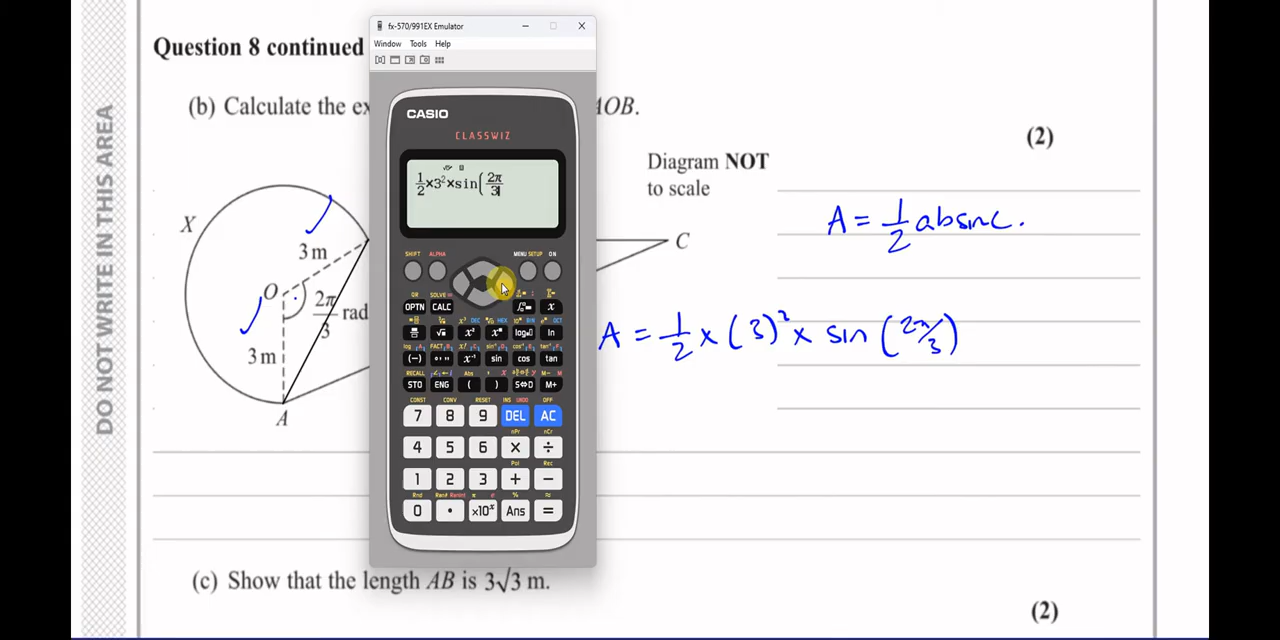 fx-570/991EX Emulator
Window Tools Help
Question 8 continued
(b) Calculate the ex
AOB.
(2)
DO NOT WRITE IN THIS AREA
CASIO
CLASSWIZ
1/2×3²×sin(2π/3
Diagram NOT
to scale
A = 1/2 ab sin c.
X
3 m
O
2π/3 rad
3 m
A
C
A = 1/2 × (3)² × sin (2π/3)
SHIFT ALPHA MENU SETUP ON
OPTN CALC x
log ln
(−) sin cos tan
STO ENG ( ) S⇔D M+
7 8 9 DEL AC
4 5 6 × ÷
1 2 3 + −
0 . ×10ˣ Ans =
(c) Show that the length AB is 3√3 m.
(2)